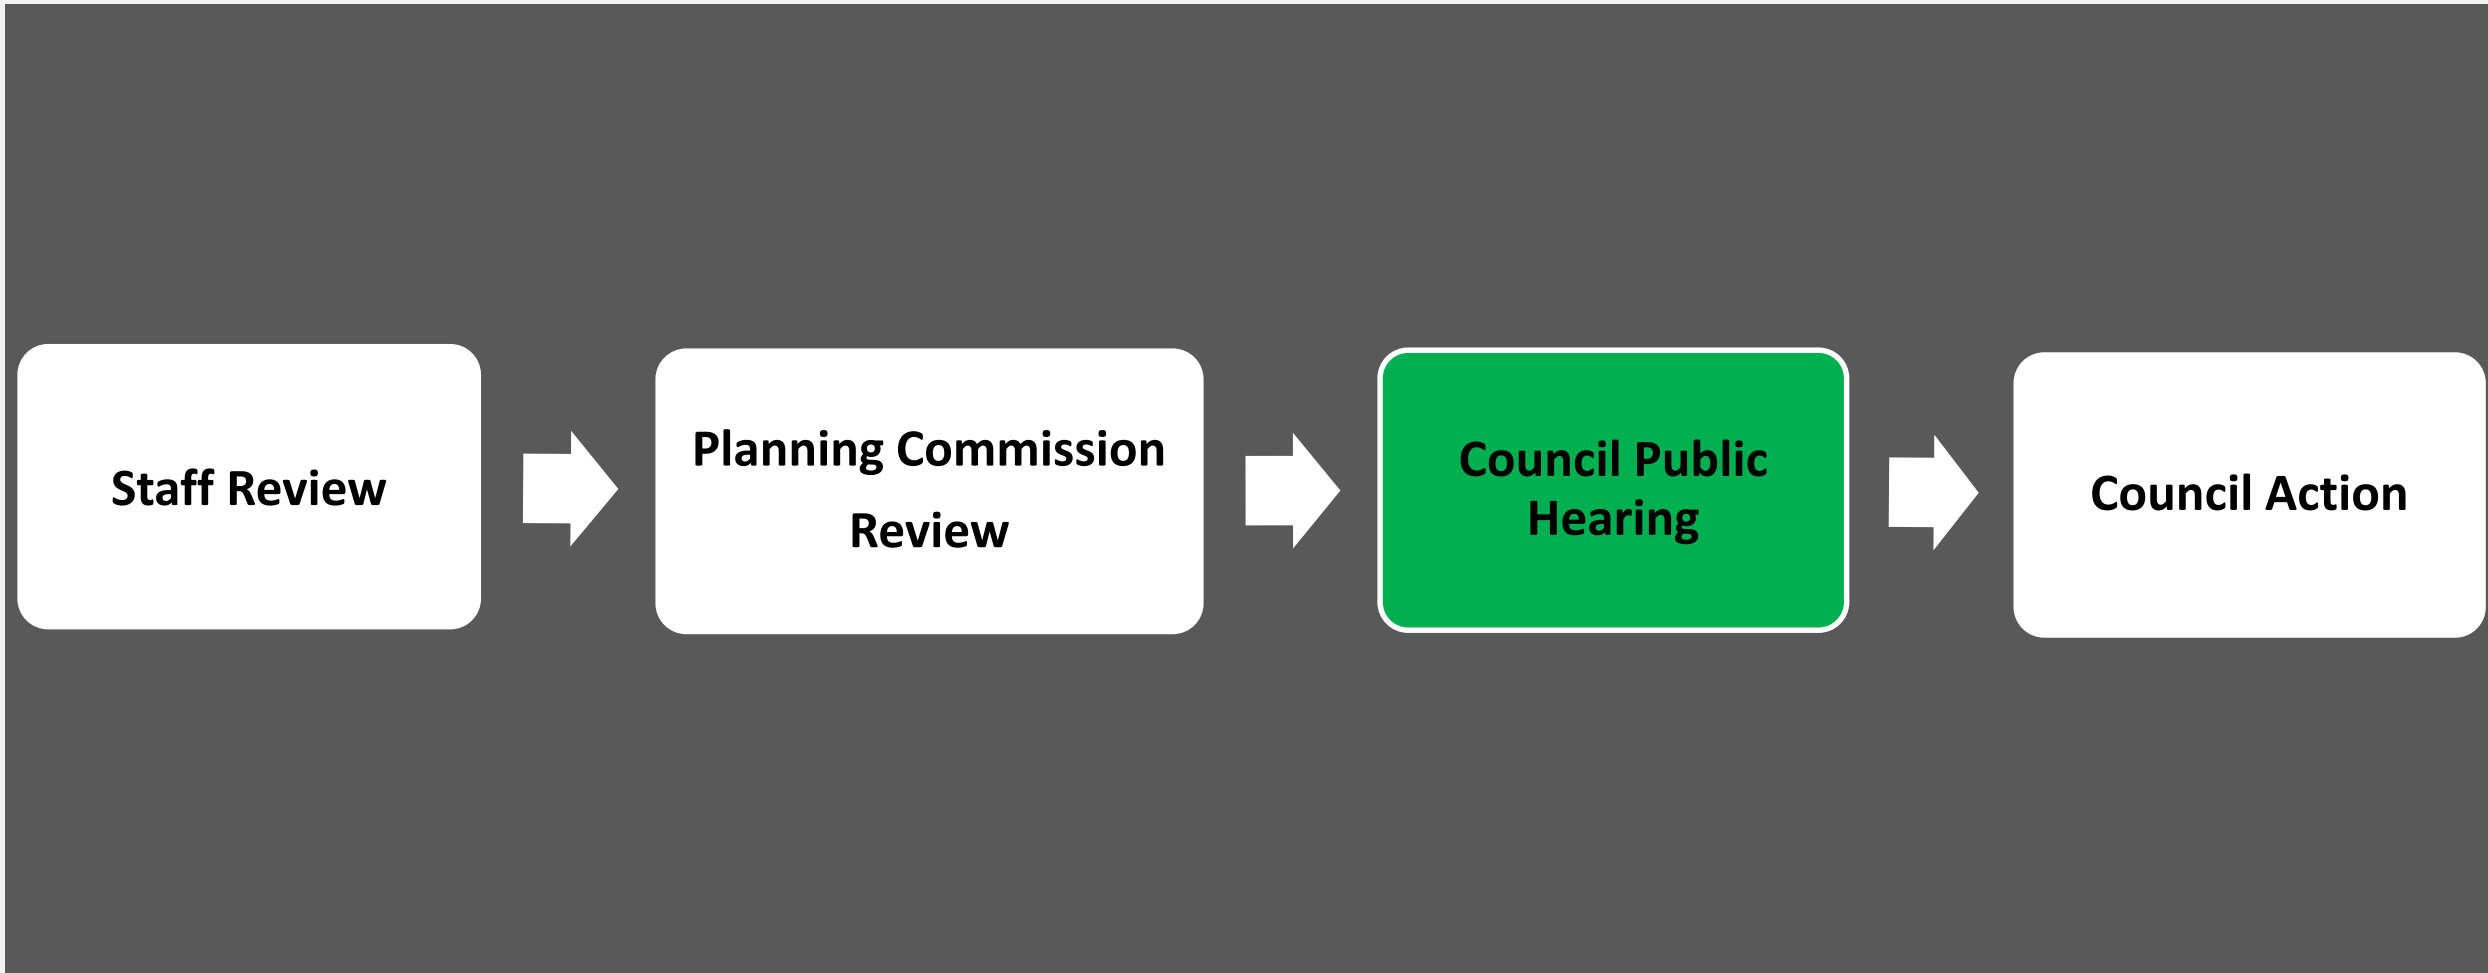 Staff Review
Planning Commission
Review
Council Public
Hearing
Council Action